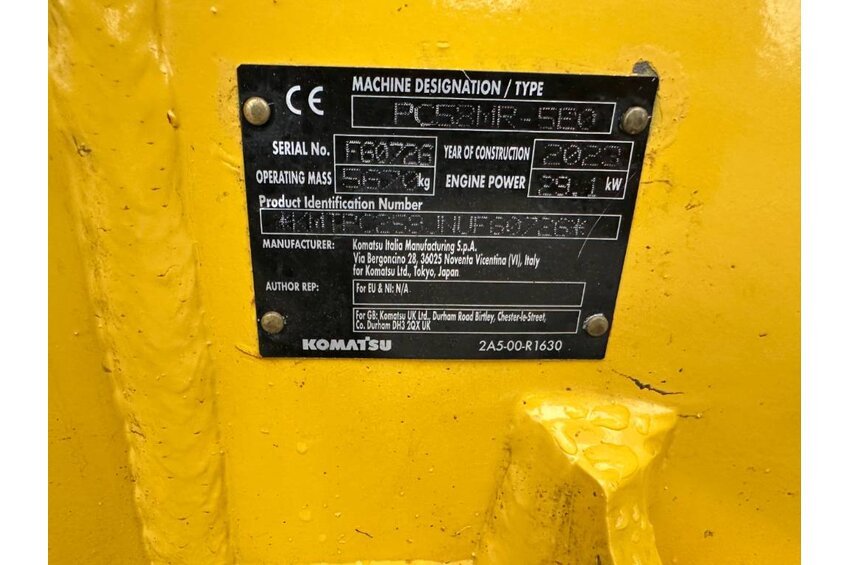 CE
MACHINE DESIGNATION / TYPE
PC58MR-5E0
SERIAL No. F60726 YEAR OF CONSTRUCTION 2023
OPERATING MASS 5670 kg ENGINE POWER 29.1 kW
Product Identification Number
*KMTPC259JNUF60726*
MANUFACTURER: Komatsu Italia Manufacturing S.p.A.
Via Bergoncino 28, 36025 Noventa Vicentina (VI), Italy
for Komatsu Ltd., Tokyo, Japan
AUTHOR REP: For EU & NI: N/A
For GB: Komatsu UK Ltd., Durham Road Birtley, Chester-le-Street,
Co. Durham DH3 2QX UK
KOMATSU 2A5-00-R1630